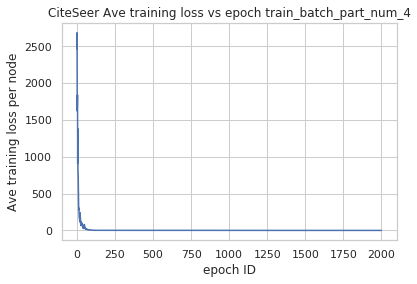 CiteSeer Ave training loss vs epoch train_batch_part_num_4
Ave training loss per node
2500
2000
1500
1000
500
0
0 250 500 750 1000 1250 1500 1750 2000
epoch ID